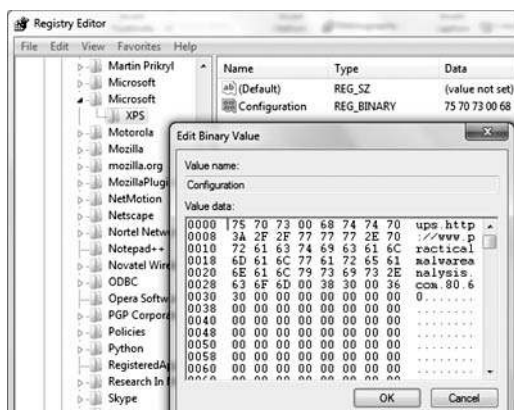 Registry Editor
File Edit View Favorites Help
Martin Prikryl
Microsoft
Microsoft
XPS
Motorola
Mozilla
mozilla.org
MozillaPlugi
NetMotion
Netscape
Nortel Netw
Notepad++
Novatel Wire
ODBC
Opera Softw
PGP Corpora
Policies
Python
RegisteredAp
Research In M
Skype
Name Type Data
(Default) REG_SZ (value not set)
Configuration REG_BINARY 75 70 73 00 68
Edit Binary Value
Value name:
Configuration
Value data:
0000 75 70 73 00 68 74 74 70 ups.http
0008 3A 2F 2F 77 77 77 2E 70 ://www.p
0010 72 61 63 74 69 63 61 6C ractical
0018 6D 61 6C 77 61 72 65 61 malwarea
0020 6E 61 6C 79 73 69 73 2E nalysis.
0028 63 6F 6D 00 38 30 00 36 com.80.6
0030 30 00 00 00 00 00 00 00 0.......
0038 00 00 00 00 00 00 00 00 ........
0040 00 00 00 00 00 00 00 00 ........
0048 00 00 00 00 00 00 00 00 ........
0050 00 00 00 00 00 00 00 00 ........
0058 00 00 00 00 00 00 00 00 ........
0060 00 00 00 00 00 00 00 00 ........
OK Cancel